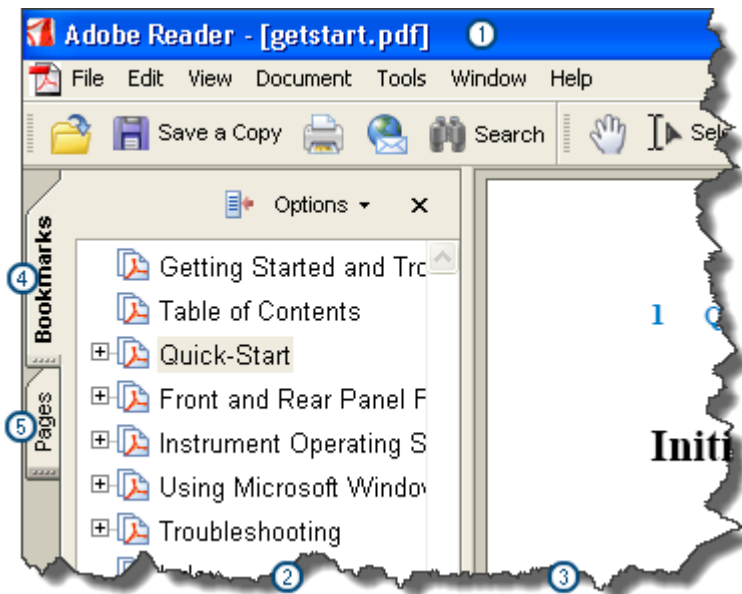 Adobe Reader - [getstart.pdf] 1
File Edit View Document Tools Window Help
Save a Copy Search Sele
Options
4 Bookmarks
5 Pages
Getting Started and Tro
Table of Contents
Quick-Start
Front and Rear Panel F
Instrument Operating S
Using Microsoft Window
Troubleshooting
2
1 Q
Initi
3